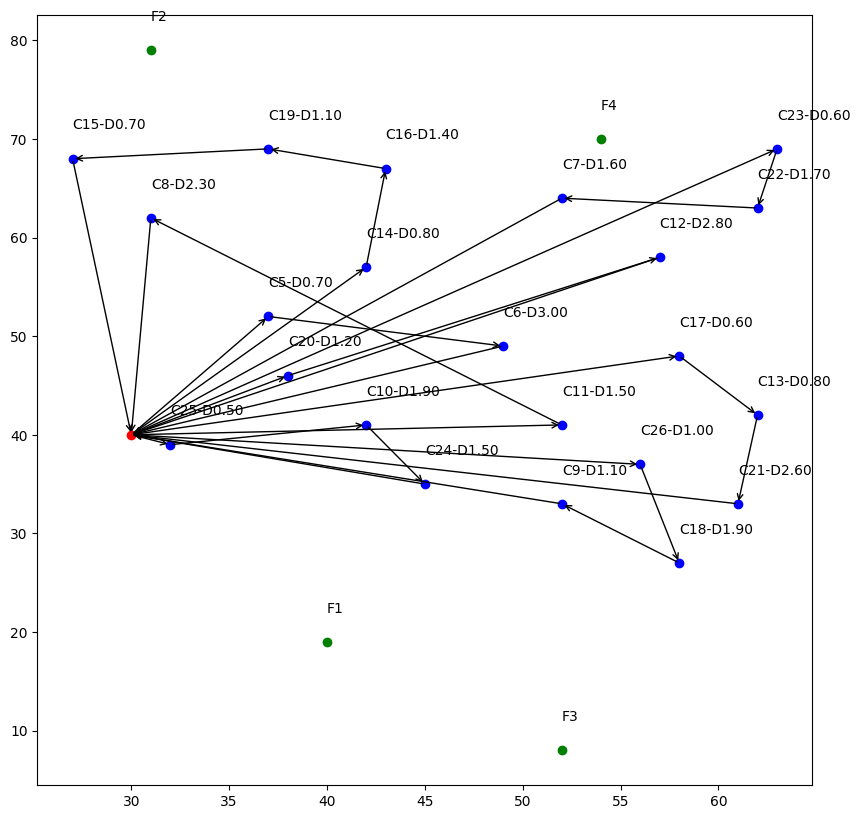 F2
80
C15-D0.70
C19-D1.10
C16-D1.40
F4
C23-D0.60
70
C8-D2.30
C7-D1.60
C22-D1.70
C14-D0.80
C12-D2.80
60
C5-D0.70
C6-D3.00
C17-D0.60
50
C20-D1.20
C25-D0.50
C10-D1.90
C11-D1.50
C13-D0.80
40
C24-D1.50
C26-D1.00
C9-D1.10
C21-D2.60
30
C18-D1.90
F1
20
F3
10
30 35 40 45 50 55 60